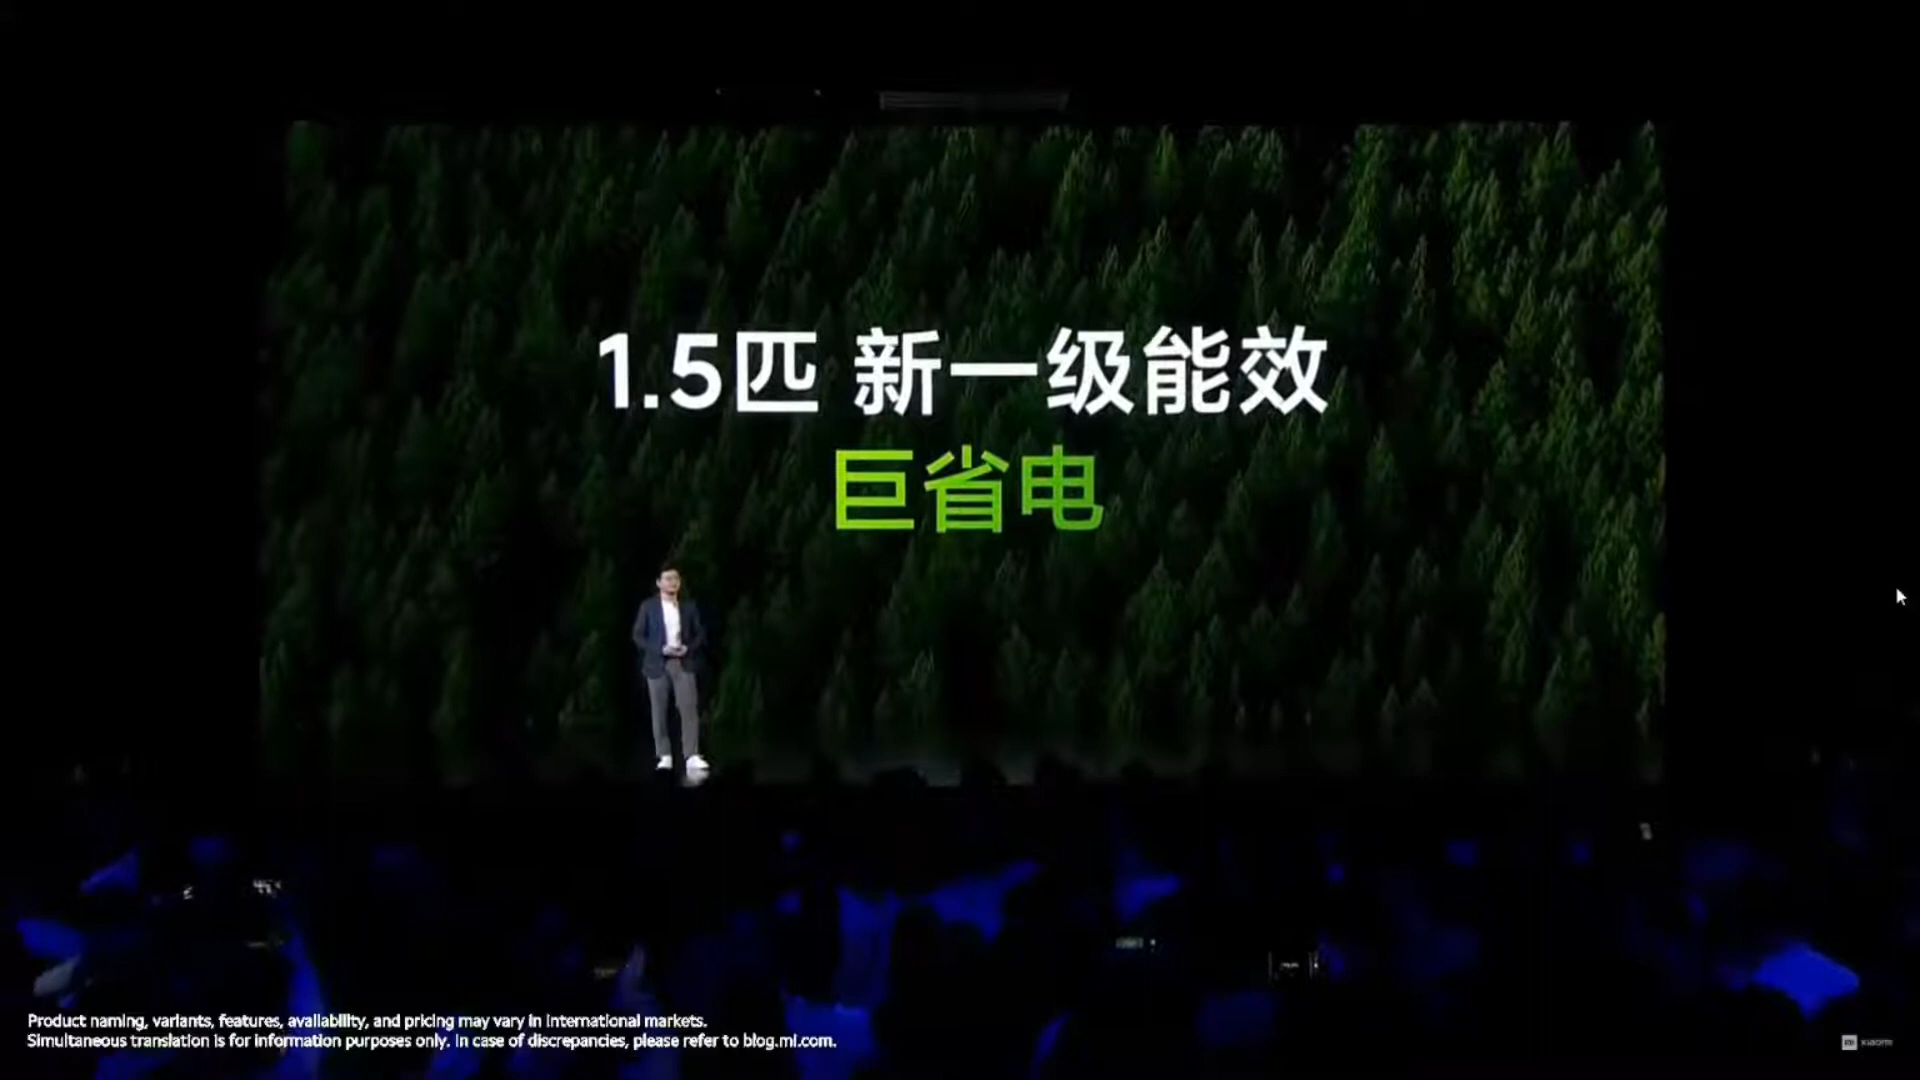 1.5匹 新一级能效
巨省电
Product naming, variants, features, availability, and pricing may vary in international markets.
Simultaneous translation is for information purposes only. In case of discrepancies, please refer to blog.mi.com.
xiaomi